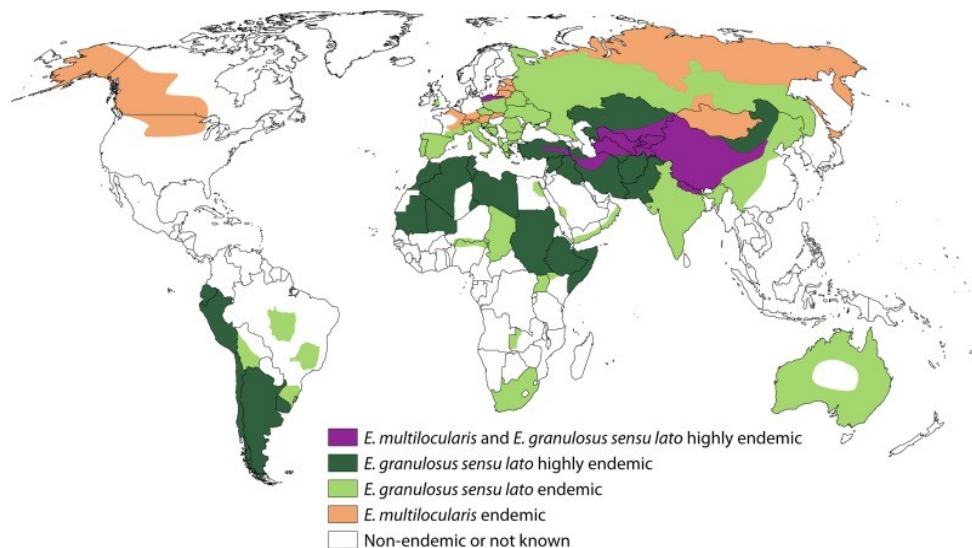 E. multilocularis and E. granulosus sensu lato highly endemic
E. granulosus sensu lato highly endemic
E. granulosus sensu lato endemic
E. multilocularis endemic
Non-endemic or not known